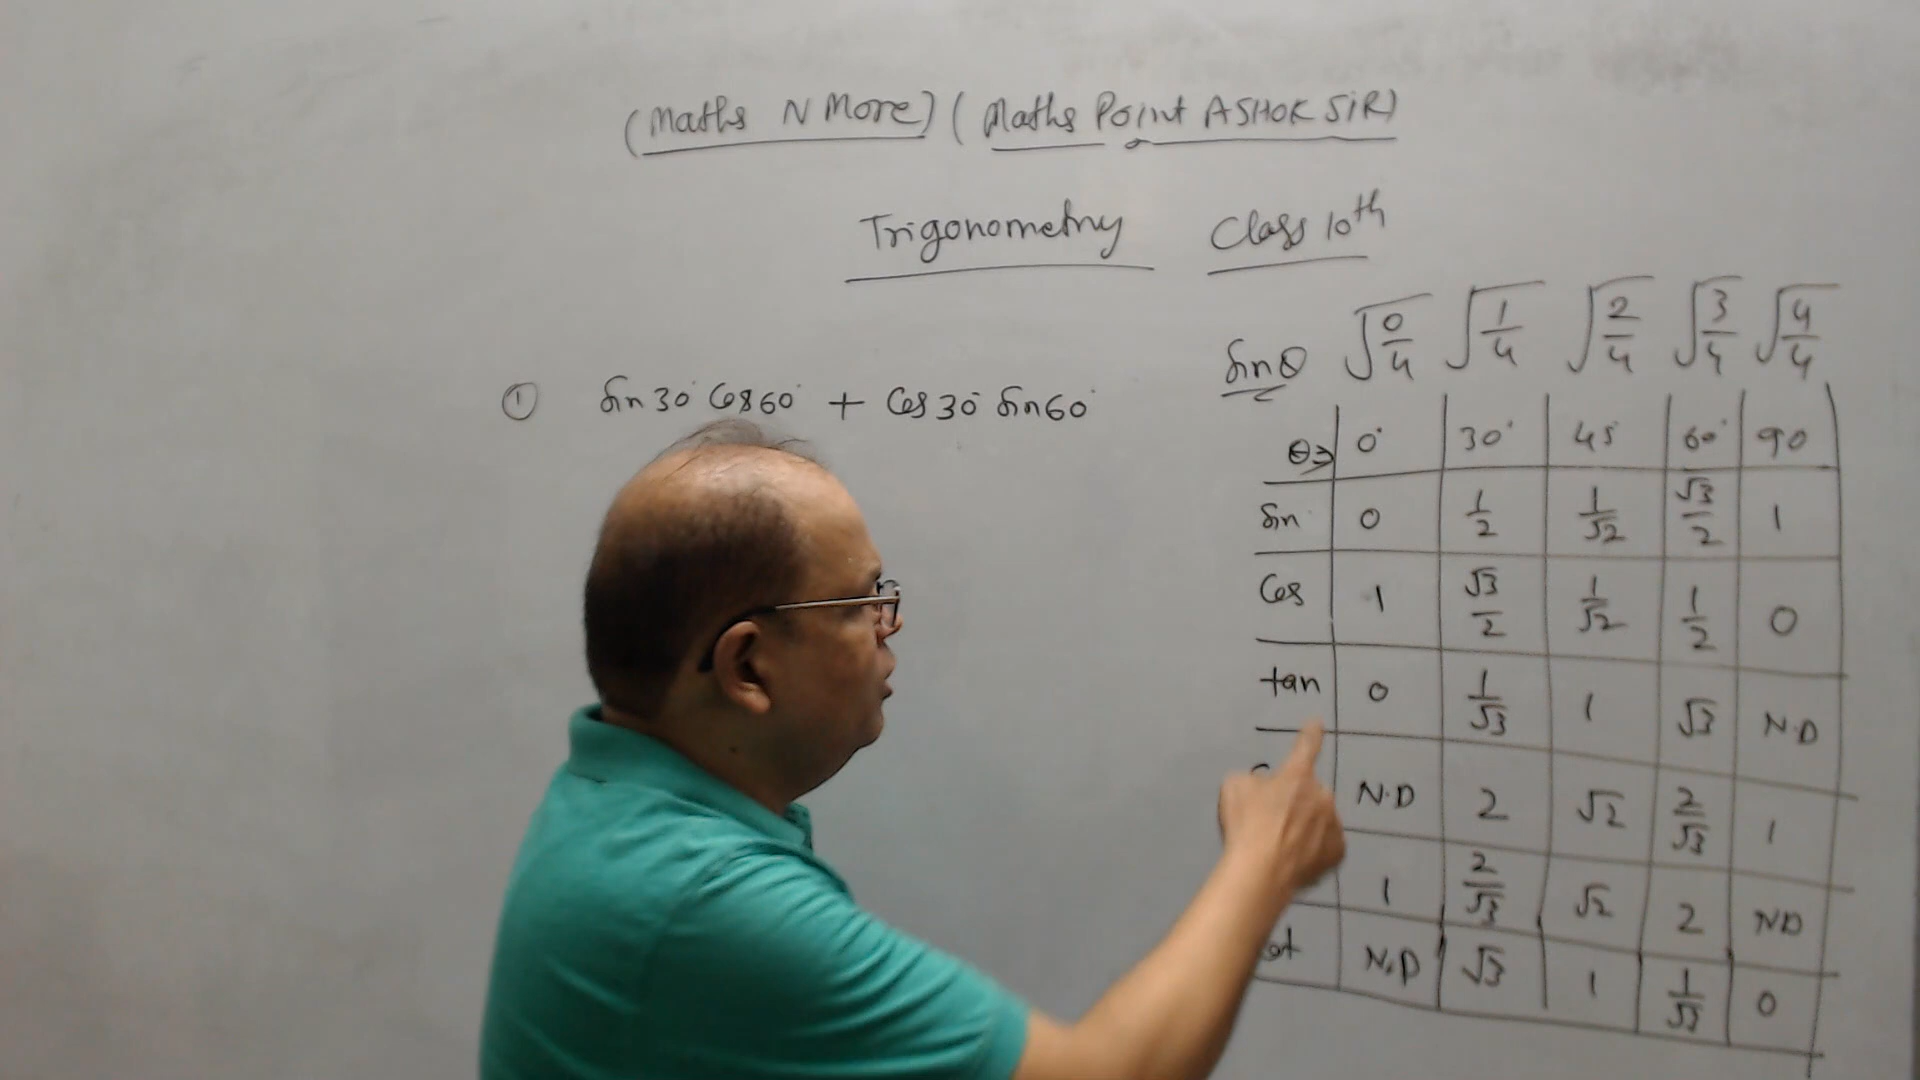 (Maths N More) (Maths Point ASHOK SIR)
Trigonometry Class 10th
Sinθ √0/4 √1/4 √2/4 √3/4 √4/4
① Sin 30° Cos 60° + Cos 30° Sin 60°
θ⇒ 0° 30° 45 60° 90
Sin 0 1/2 1/√2 √3/2 1
Cos 1 √3/2 1/√2 1/2 0
tan 0 1/√3 1 √3 N.D
N.D 2 √2 2/√3 1
1 2/√3 √2 2 ND
ot N.D √3 1 1/√3 0